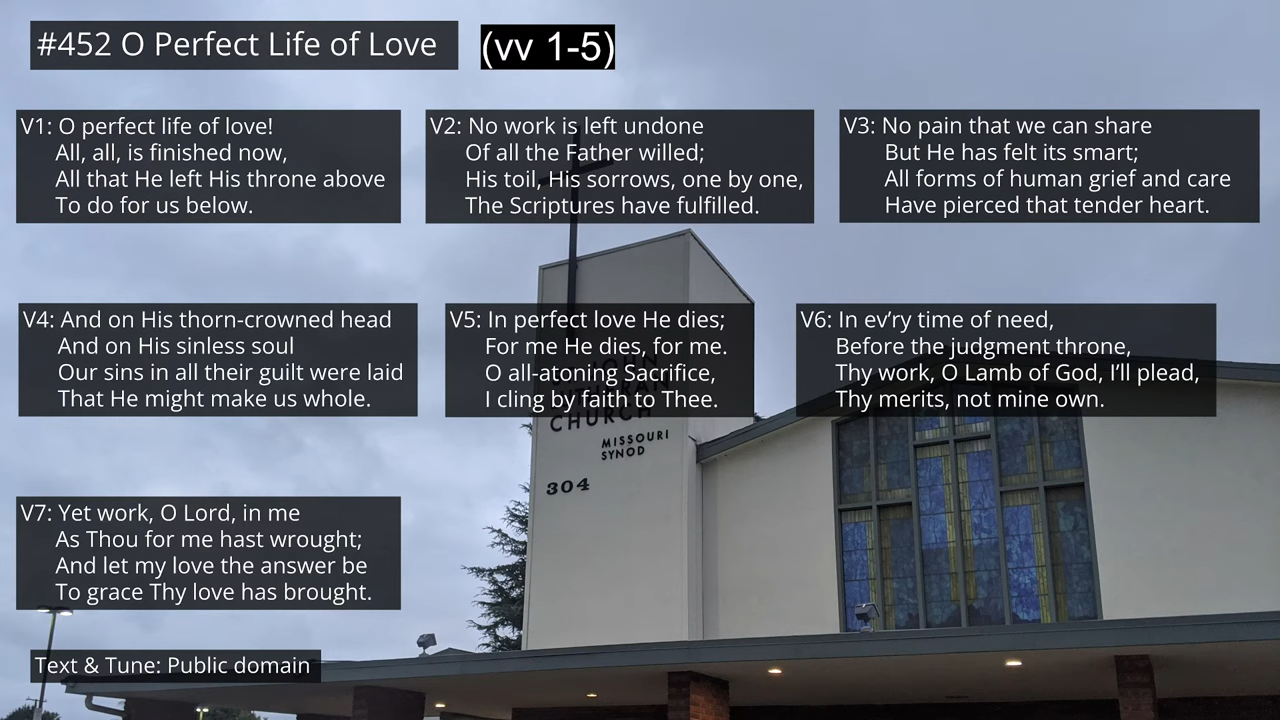 #452 O Perfect Life of Love (vv 1-5)
V1: O perfect life of love!
All, all, is finished now,
All that He left His throne above
To do for us below.
V2: No work is left undone
Of all the Father willed;
His toil, His sorrows, one by one,
The Scriptures have fulfilled.
V3: No pain that we can share
But He has felt its smart;
All forms of human grief and care
Have pierced that tender heart.
V4: And on His thorn-crowned head
And on His sinless soul
Our sins in all their guilt were laid
That He might make us whole.
V5: In perfect love He dies;
For me He dies, for me.
O all-atoning Sacrifice,
I cling by faith to Thee.
V6: In ev’ry time of need,
Before the judgment throne,
Thy work, O Lamb of God, I’ll plead,
Thy merits, not mine own.
JOHN
LUTHERAN
CHURCH
MISSOURI
SYNOD
304
V7: Yet work, O Lord, in me
As Thou for me hast wrought;
And let my love the answer be
To grace Thy love has brought.
Text & Tune: Public domain